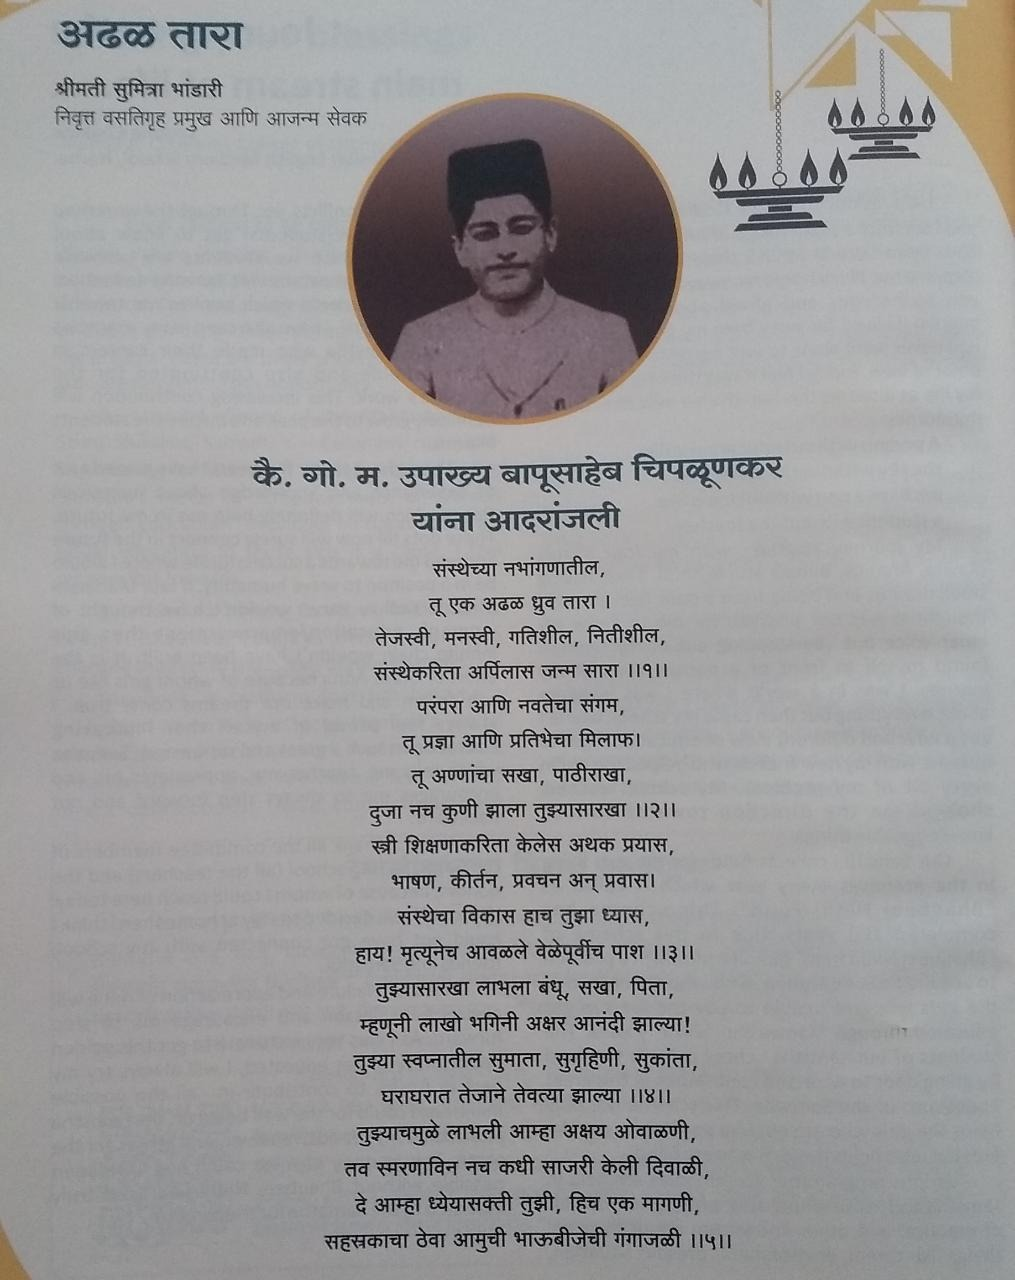 अढळ तारा
श्रीमती सुमित्रा भांडारी
निवृत्त वसतिगृह प्रमुख आणि आजन्म सेवक
कै. गो. म. उपाख्य बापूसाहेब चिपळूणकर
यांना आदरांजली
संस्थेच्या नभांगणातील,
तू एक अढळ ध्रुव तारा ।
तेजस्वी, मनस्वी, गतिशील, नितीशील,
संस्थेकरिता अर्पिलास जन्म सारा ।।१।।
परंपरा आणि नवतेचा संगम,
तू प्रज्ञा आणि प्रतिभेचा मिलाफ।
तू अण्णांचा सखा, पाठीराखा,
दुजा नच कुणी झाला तुझ्यासारखा ।।२।।
स्त्री शिक्षणाकरिता केलेस अथक प्रयास,
भाषण, कीर्तन, प्रवचन अन् प्रवास।
संस्थेचा विकास हाच तुझा ध्यास,
हाय! मृत्यूनेच आवळले वेळेपूर्वीच पाश ।।३।।
तुझ्यासारखा लाभला बंधू, सखा, पिता,
म्हणूनी लाखो भगिनी अक्षर आनंदी झाल्या!
तुझ्या स्वप्नातील सुमाता, सुगृहिणी, सुकांता,
घराघरात तेजाने तेवत्या झाल्या ।।४।।
तुझ्याचमुळे लाभली आम्हा अक्षय ओवाळणी,
तव स्मरणाविन नच कधी साजरी केली दिवाळी,
दे आम्हा ध्येयासक्ती तुझी, हिच एक मागणी,
सहस्रकाचा ठेवा आमुची भाऊबीजेची गंगाजळी ।।५।।